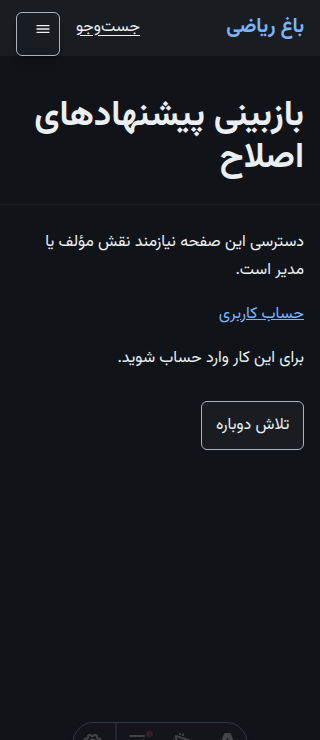 باغ ریاضی
جست‌وجو
بازبینی پیشنهادهای
اصلاح
دسترسی این صفحه نیازمند نقش مؤلف یا
مدیر است.
حساب کاربری
برای این کار وارد حساب شوید.
تلاش دوباره